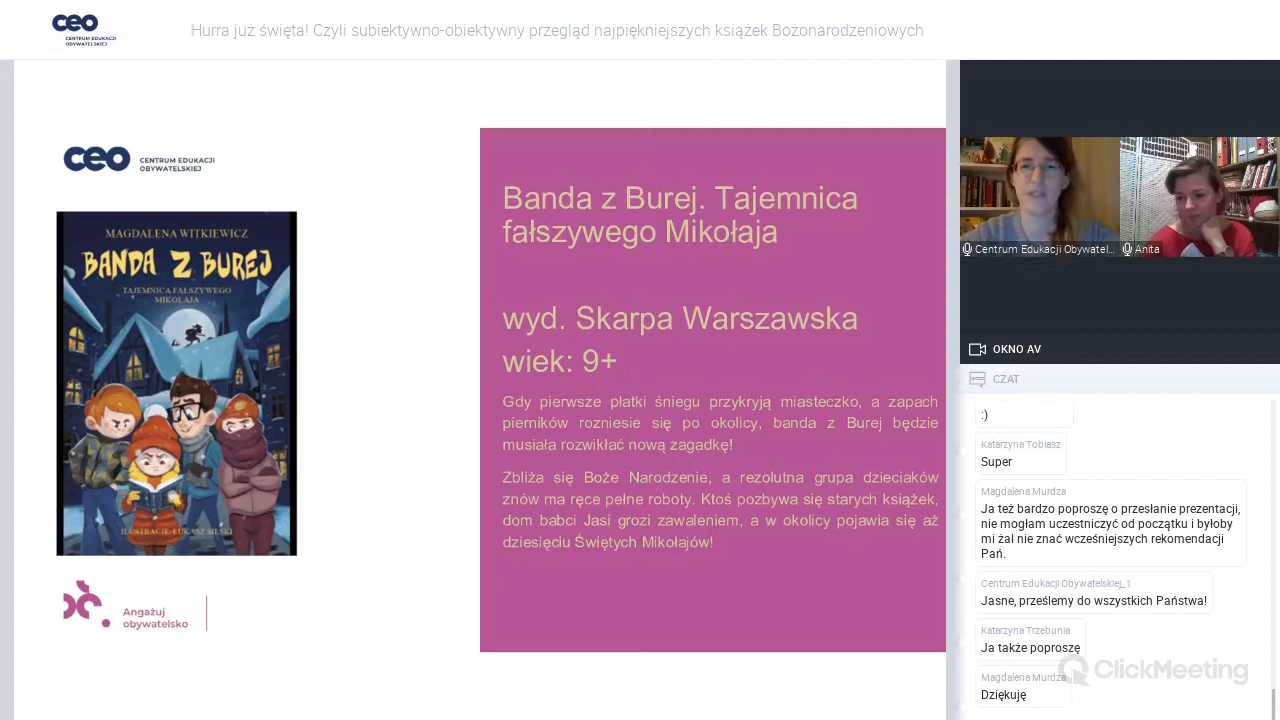 ceo
CENTRUM EDUKACJI
OBYWATELSKIEJ
Hurra już święta! Czyli subiektywno-obiektywny przegląd najpiękniejszych książek Bożonarodzeniowych
ceo
CENTRUM EDUKACJI
OBYWATELSKIEJ
MAGDALENA WITKIEWICZ
BANDA Z BUREJ
TAJEMNICA FAŁSZYWEGO
MIKOŁAJA
ILUSTRACJE: ŁUKASZ SILSKI
Angażuj
obywatelsko
Banda z Burej. Tajemnica
fałszywego Mikołaja
wyd. Skarpa Warszawska
wiek: 9+
Gdy pierwsze płatki śniegu przykryją miasteczko, a zapach
pierników rozniesie się po okolicy, banda z Burej będzie
musiała rozwikłać nową zagadkę!
Zbliża się Boże Narodzenie, a rezolutna grupa dzieciaków
znów ma ręce pełne roboty. Ktoś pozbywa się starych książek,
dom babci Jasi grozi zawaleniem, a w okolicy pojawia się aż
dziesięciu Świętych Mikołajów!
Centrum Edukacji Obywatel...
Anita
OKNO AV
CZAT
:)
Katarzyna Tobiasz
Super
Magdalena Murdza
Ja też bardzo poproszę o przesłanie prezentacji,
nie mogłam uczestniczyć od początku i byłoby
mi żal nie znać wcześniejszych rekomendacji
Pań.
Centrum Edukacji Obywatelskiej_1
Jasne, prześlemy do wszystkich Państwa!
Katarzyna Trzebunia
Ja także poproszę
Magdalena Murdza
Dziękuję
ClickMeeting